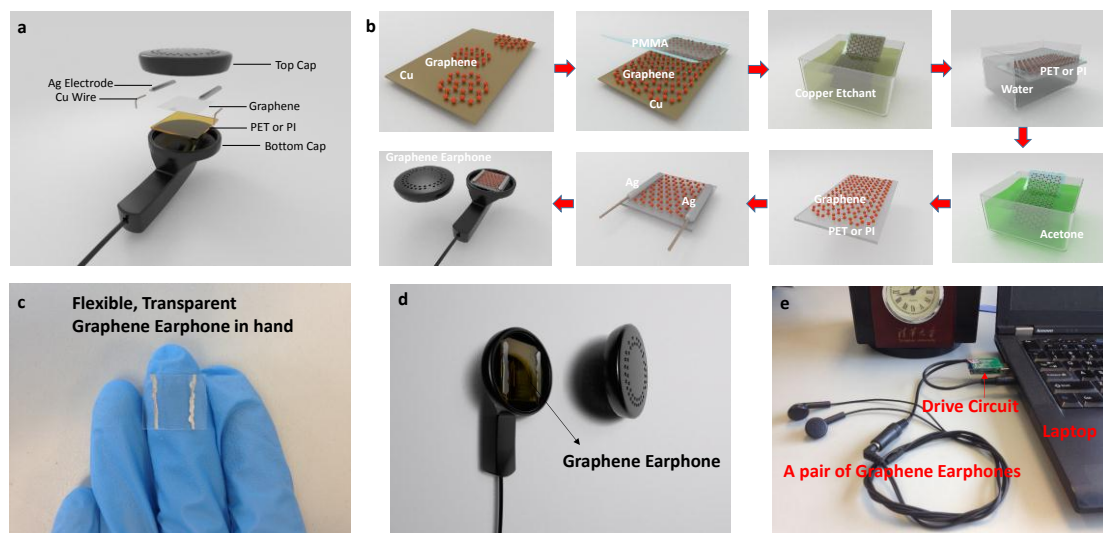 a
Top Cap
Ag Electrode
Cu Wire
Graphene
PET or PI
Bottom Cap
b
Graphene
Cu
PMMA
Graphene
Cu
Copper Etchant
PET or PI
Water
Graphene Earphone
Ag
Ag
Graphene
PET or PI
Acetone
c
Flexible, Transparent
Graphene Earphone in hand
d
Graphene Earphone
e
Drive Circuit
Laptop
A pair of Graphene Earphones